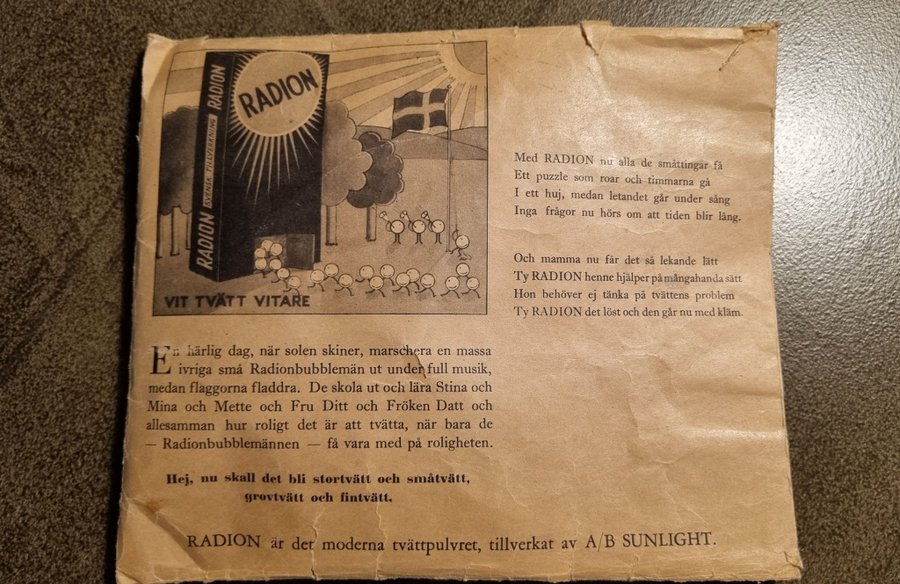 RADION
RADION
SVENSK TILLVERKNING
RADION
VIT TVÄTT VITARE
En härlig dag, när solen skiner, marschera en massa
ivriga små Radionbubblemän ut under full musik,
medan flaggorna fladdra. De skola ut och lära Stina och
Mina och Mette och Fru Ditt och Fröken Datt och
allesamman hur roligt det är att tvätta, när bara de
— Radionbubblemännen — få vara med på roligheten.
Hej, nu skall det bli stortvätt och småtvätt,
grovtvätt och fintvätt.
Med RADION nu alla de småttingar få
Ett puzzle som roar och timmarna gå
I ett huj, medan letandet går under sång
Inga frågor nu hörs om att tiden blir lång.
Och mamma nu får det så lekande lätt
Ty RADION henne hjälper på mångahanda sätt
Hon behöver ej tänka på tvättens problem
Ty RADION det löst och den går nu med kläm.
RADION är det moderna tvättpulvret, tillverkat av A/B SUNLIGHT.